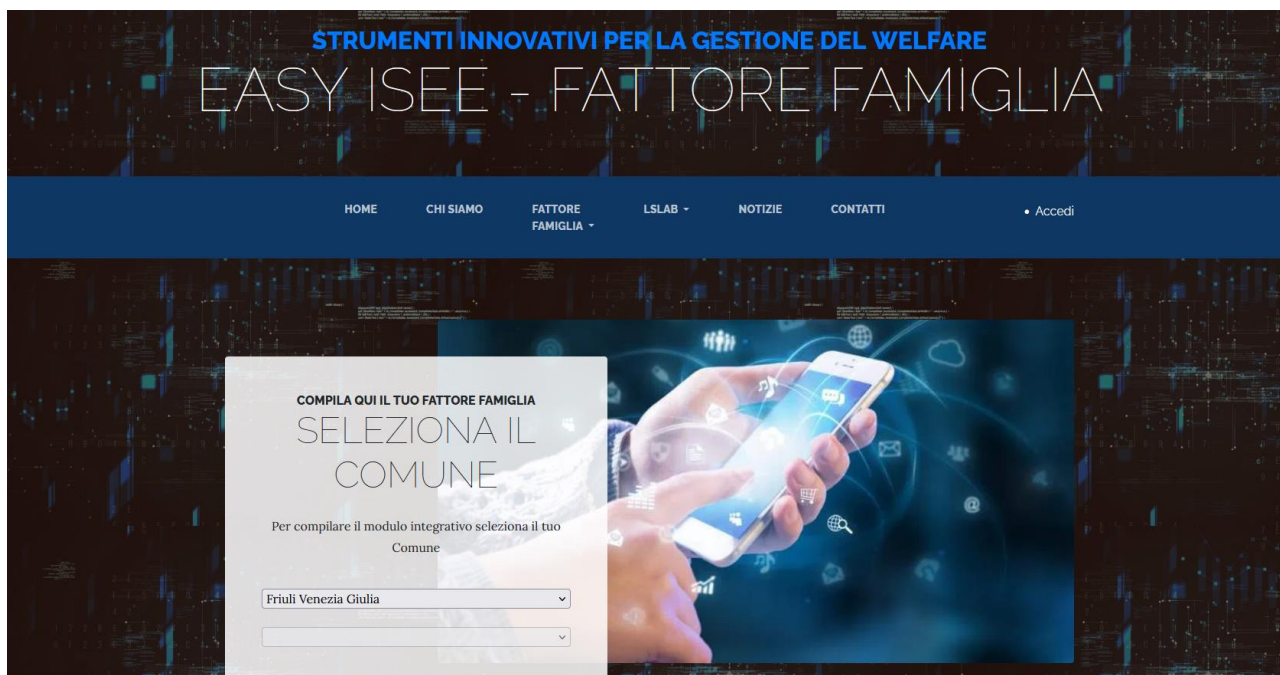 STRUMENTI INNOVATIVI PER LA GESTIONE DEL WELFARE
EASY ISEE - FATTORE FAMIGLIA
HOME
CHI SIAMO
FATTORE
FAMIGLIA
LSLAB
NOTIZIE
CONTATTI
Accedi
COMPILA QUI IL TUO FATTORE FAMIGLIA
SELEZIONA IL
COMUNE
Per compilare il modulo integrativo seleziona il tuo
Comune
Friuli Venezia Giulia